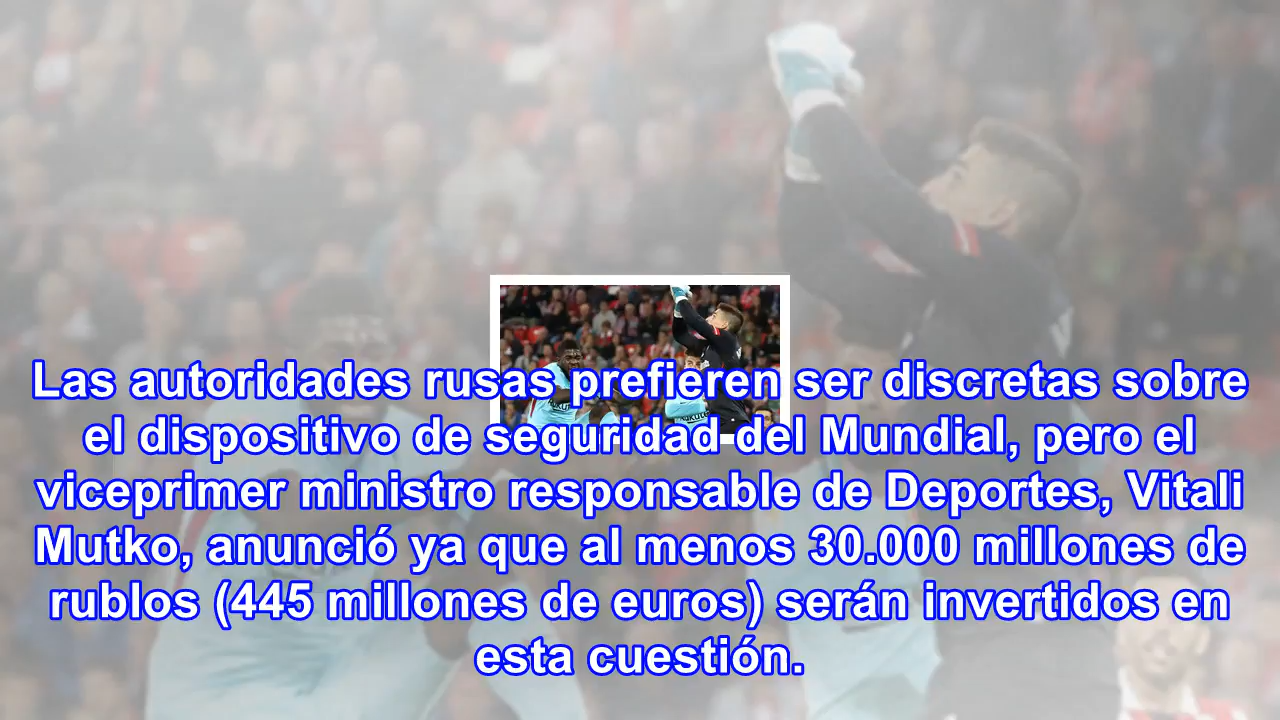 Las autoridades rusas prefieren ser discretas sobre
el dispositivo de seguridad del Mundial, pero el
viceprimer ministro responsable de Deportes, Vitali
Mutko, anunció ya que al menos 30.000 millones de
rublos (445 millones de euros) serán invertidos en
esta cuestión.